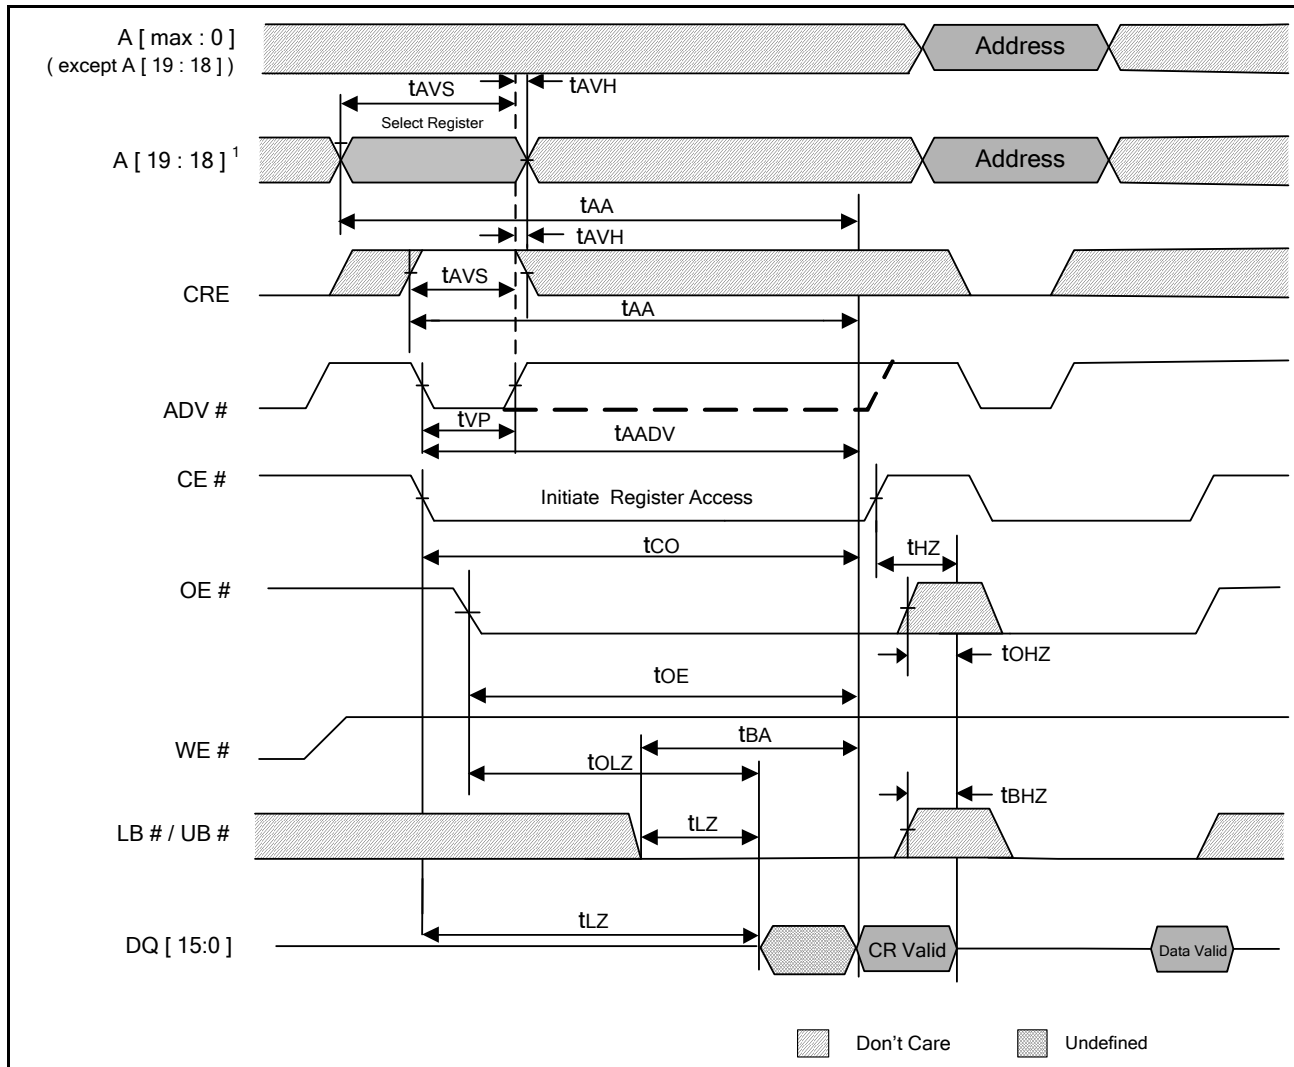 A [ max : 0 ]
( except A [ 19 : 18 ] )
Address
tAVS
tAVH
Select Register
A [ 19 : 18 ] 1
Address
tAA
tAVH
CRE
tAVS
tAA
ADV #
tVP
tAADV
CE #
Initiate Register Access
tCO
tHZ
OE #
tOHZ
tOE
WE #
tBA
tOLZ
tBHZ
LB # / UB #
tLZ
tLZ
DQ [ 15:0 ]
CR Valid
Data Valid
Don't Care
Undefined